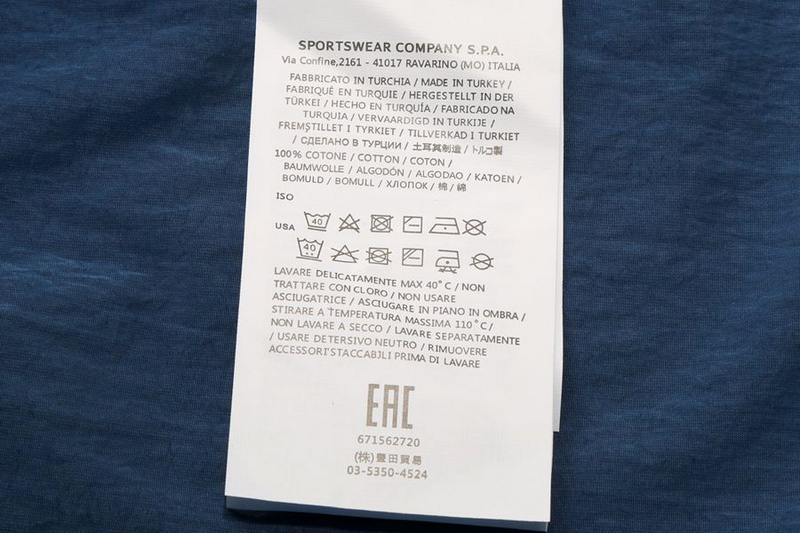 SPORTSWEAR COMPANY S.P.A.
Via Confine,2161 - 41017 RAVARINO (MO) ITALIA
FABBRICATO IN TURCHIA / MADE IN TURKEY /
FABRIQUÉ EN TURQUIE / HERGESTELLT IN DER
TÜRKEI / HECHO EN TURQUÍA / FABRICADO NA
TURQUIA / VERVAARDIGD IN TURKIJE /
FREMSTILLET I TYRKIET / TILLVERKAD I TURKIET
/ СДЕЛАНО В ТУРЦИИ / 土耳其制造 / トルコ製
100% COTONE / COTTON / COTON /
BAUMWOLLE / ALGODÓN / ALGODAO / KATOEN /
BOMULD / BOMULL / ХЛОПОК / 棉 / 綿
ISO
40
USA
40
LAVARE DELICATAMENTE MAX 40°C / NON
TRATTARE CON CLORO / NON USARE
ASCIUGATRICE / ASCIUGARE IN PIANO IN OMBRA /
STIRARE A TEMPERATURA MASSIMA 110°C /
NON LAVARE A SECCO / LAVARE SEPARATAMENTE
/ USARE DETERSIVO NEUTRO / RIMUOVERE
ACCESSORI STACCABILI PRIMA DI LAVARE
EAC
671562720
(株)豊田貿易
03-5350-4524